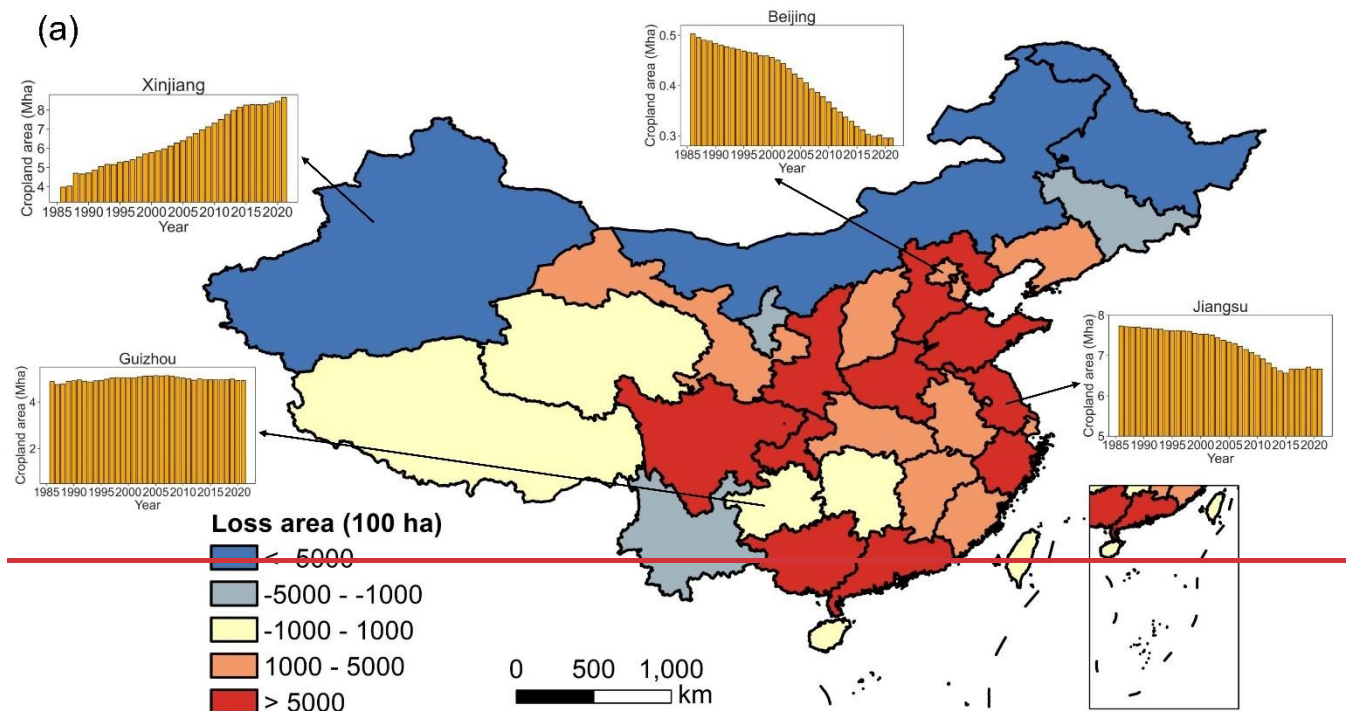 (a)
Beijing
Cropland area (Mha)
0.5
0.4
0.3
1985 1990 1995 2000 2005 2010 2015 2020
Year
Xinjiang
Cropland area (Mha)
8
7
6
5
4
1985 1990 1995 2000 2005 2010 2015 2020
Year
Jiangsu
Cropland area (Mha)
8
7
6
5
1985 1990 1995 2000 2005 2010 2015 2020
Year
Guizhou
Cropland area (Mha)
4
2
1985 1990 1995 2000 2005 2010 2015 2020
Year
Loss area (100 ha)
< -5000
-5000 - -1000
-1000 - 1000
1000 - 5000
> 5000
0 500 1,000
km